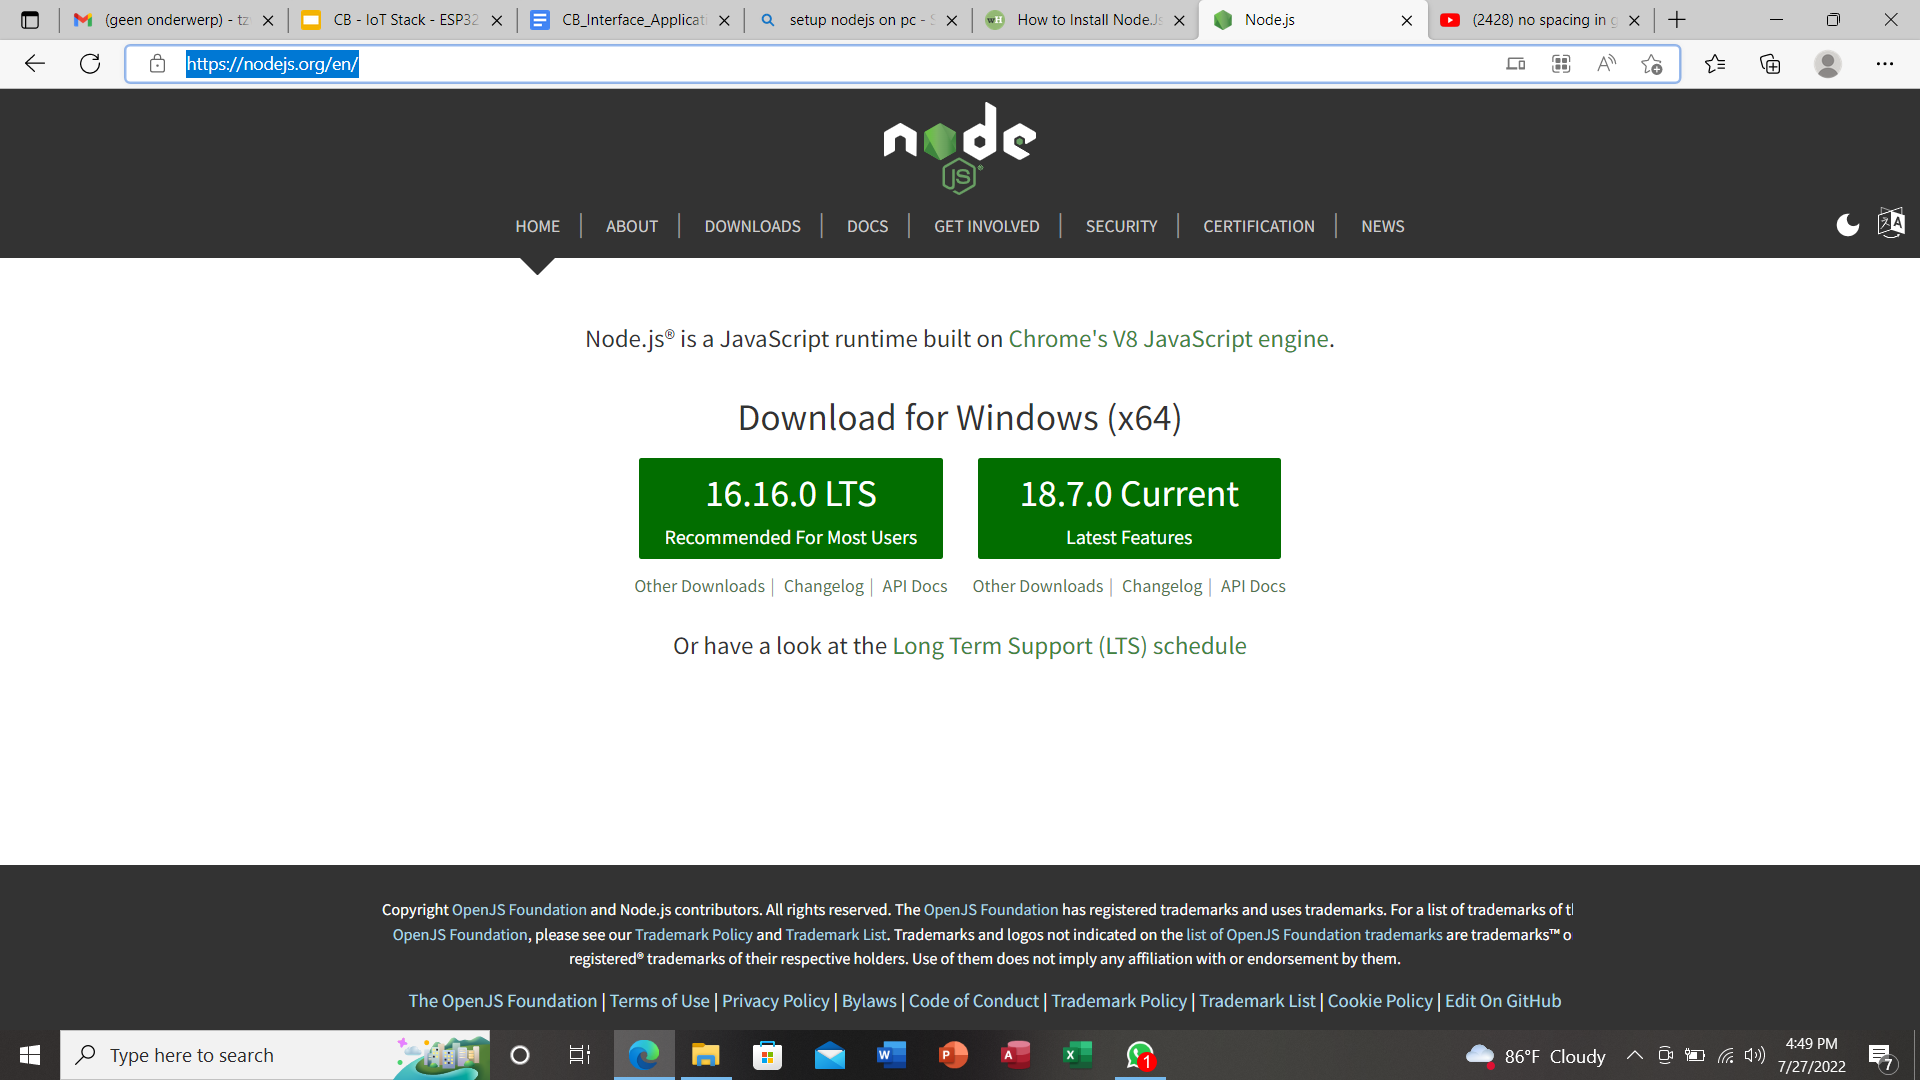 (geen onderwerp) - tz
CB - IoT Stack - ESP32
CB_Interface_Applicat
setup nodejs on pc - S
How to Install Node.Js
Node.js
(2428) no spacing in g
https://nodejs.org/en/
node
JS
HOME
ABOUT
DOWNLOADS
DOCS
GET INVOLVED
SECURITY
CERTIFICATION
NEWS
Node.js® is a JavaScript runtime built on Chrome's V8 JavaScript engine.
Download for Windows (x64)
16.16.0 LTS
Recommended For Most Users
18.7.0 Current
Latest Features
Other Downloads | Changelog | API Docs
Other Downloads | Changelog | API Docs
Or have a look at the Long Term Support (LTS) schedule
Copyright OpenJS Foundation and Node.js contributors. All rights reserved. The OpenJS Foundation has registered trademarks and uses trademarks. For a list of trademarks of t
OpenJS Foundation, please see our Trademark Policy and Trademark List. Trademarks and logos not indicated on the list of OpenJS Foundation trademarks are trademarks™ o
registered® trademarks of their respective holders. Use of them does not imply any affiliation with or endorsement by them.
The OpenJS Foundation | Terms of Use | Privacy Policy | Bylaws | Code of Conduct | Trademark Policy | Trademark List | Cookie Policy | Edit On GitHub
Type here to search
1
86°F Cloudy
4:49 PM
7/27/2022
7